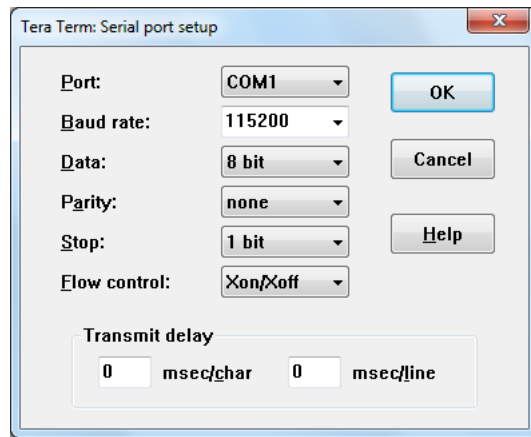 Tera Term: Serial port setup
Port: COM1
OK
Baud rate: 115200
Data: 8 bit
Cancel
Parity: none
Stop: 1 bit
Help
Flow control: Xon/Xoff
Transmit delay
0 msec/char 0 msec/line